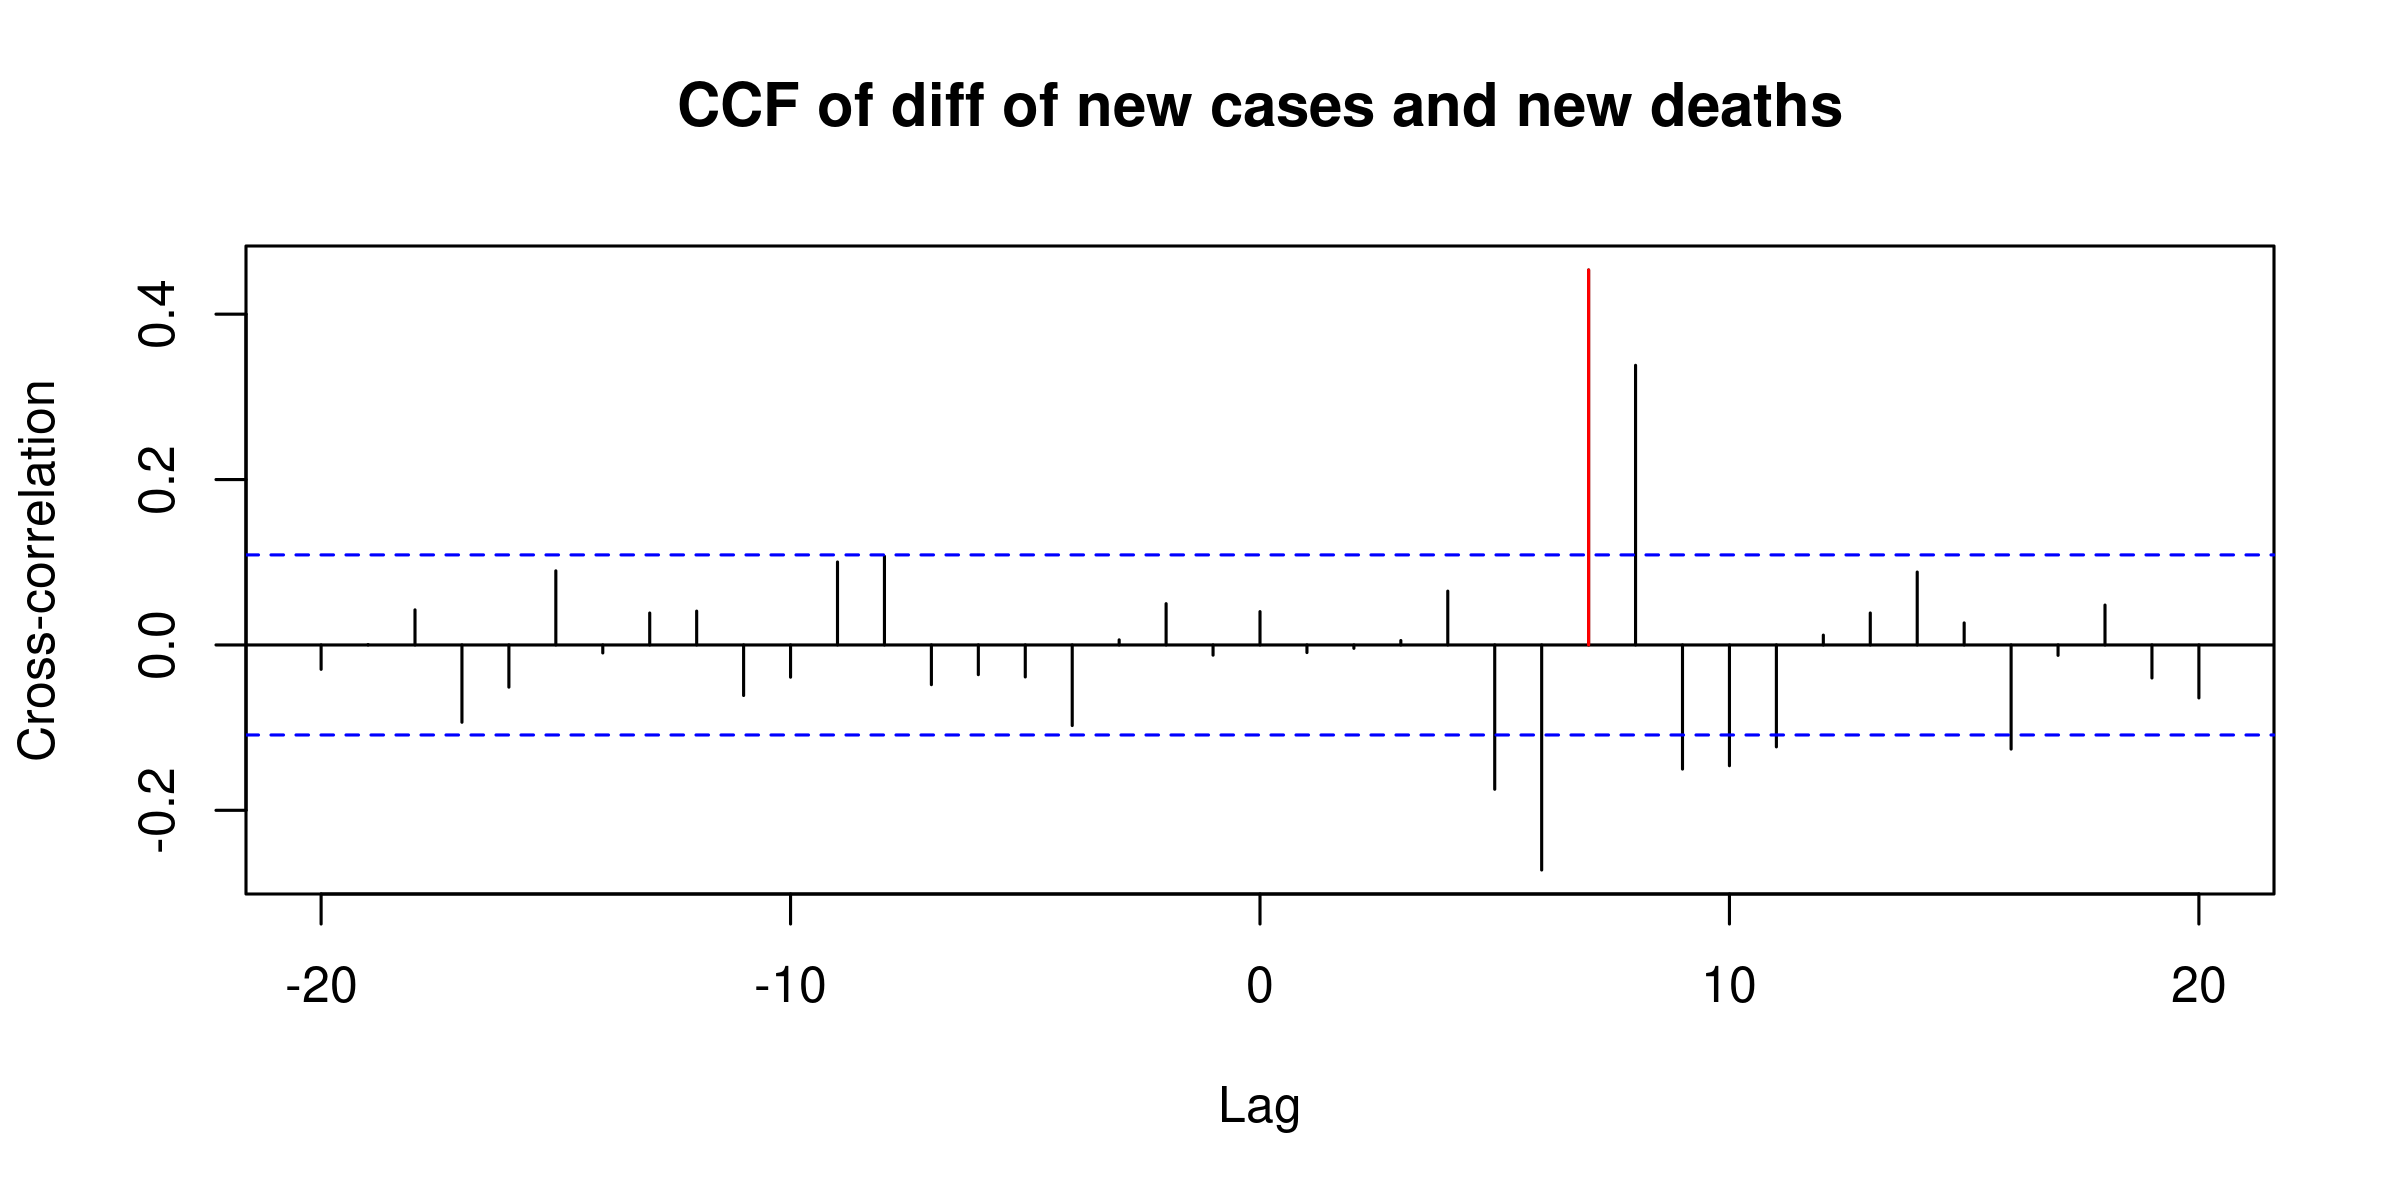 CCF of diff of new cases and new deaths
Cross-correlation
0.4
0.2
0.0
-0.2
-20 -10 0 10 20
Lag